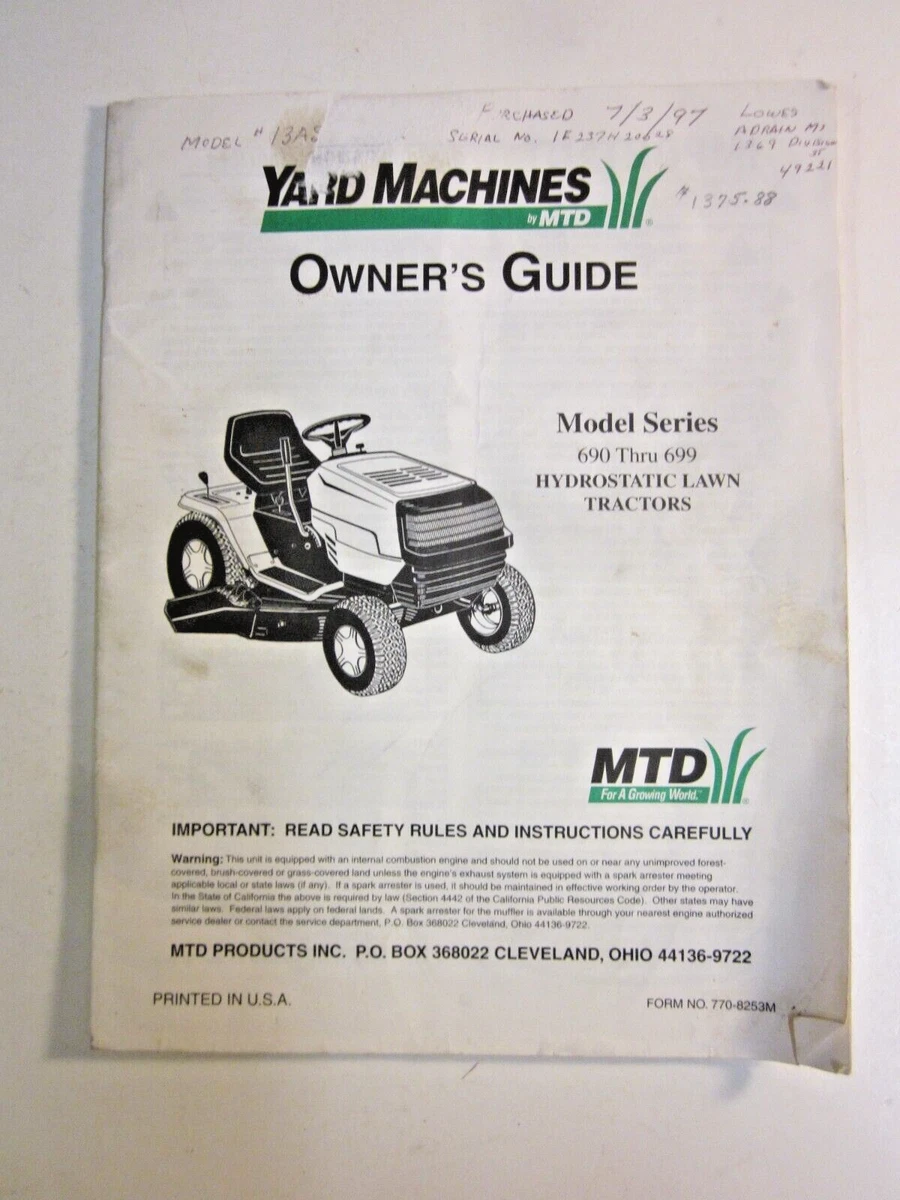 PURCHASED 7/3/97
LOWES
ADRAIN MI
1369 Division
ST
49221
MODEL # 13A
SERIAL NO. 1E237H20628
$1375.88
YARD MACHINES
by MTD
®
OWNER'S GUIDE
Model Series
690 Thru 699
HYDROSTATIC LAWN
TRACTORS
MTD
For A Growing World.™
®
IMPORTANT: READ SAFETY RULES AND INSTRUCTIONS CAREFULLY
Warning: This unit is equipped with an internal combustion engine and should not be used on or near any unimproved forest-
covered, brush-covered or grass-covered land unless the engine's exhaust system is equipped with a spark arrester meeting
applicable local or state laws (if any). If a spark arrester is used, it should be maintained in effective working order by the operator.
In the State of California the above is required by law (Section 4442 of the California Public Resources Code). Other states may have
similar laws. Federal laws apply on federal lands. A spark arrester for the muffler is available through your nearest engine authorized
service dealer or contact the service department, P.O. Box 368022 Cleveland, Ohio 44136-9722.
MTD PRODUCTS INC. P.O. BOX 368022 CLEVELAND, OHIO 44136-9722
PRINTED IN U.S.A.
FORM NO. 770-8253M